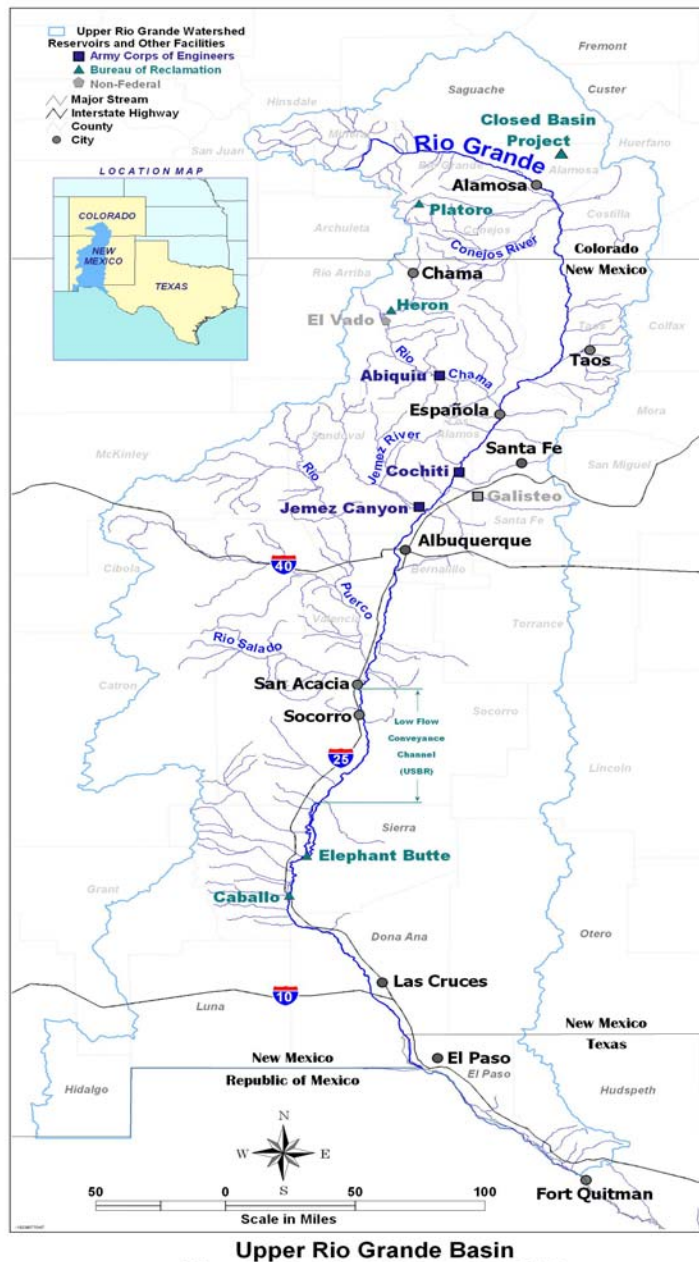 Upper Rio Grande Watershed
Reservoirs and Other Facilities
Army Corps of Engineers
Bureau of Reclamation
Non-Federal
Major Stream
Interstate Highway
County
City
LOCATION MAP
COLORADO
NEW
MEXICO
TEXAS
Fremont
Saguache
Custer
Hinsdale
Closed Basin
Project
Mineral
Huerfano
San Juan
Rio Grande
Rio Grande
Alamosa
Alamosa
Platoro
Costilla
Archuleta
Conejos
Conejos River
Colorado
New Mexico
Rio Arriba
Chama
Heron
El Vado
Taos
Colfax
Taos
Rio
Chama
Abiquiu
Española
Mora
Sandoval
Jemez River
Los Alamos
Santa Fe
McKinley
Rio
Cochiti
San Miguel
Galisteo
Jemez Canyon
Santa Fe
Albuquerque
40
Bernalillo
Cibola
Puerco
Valencia
Torrance
Rio Salado
Catron
San Acacia
Socorro
Socorro
Low Flow
Conveyance
Channel
(USBR)
25
Lincoln
Sierra
Elephant Butte
Grant
Caballo
Dona Ana
Otero
Las Cruces
10
Luna
New Mexico
Texas
El Paso
New Mexico
Republic of Mexico
El Paso
Hidalgo
Hudspeth
N
W E
S
Fort Quitman
50 0 50 100
Scale in Miles
Upper Rio Grande Basin